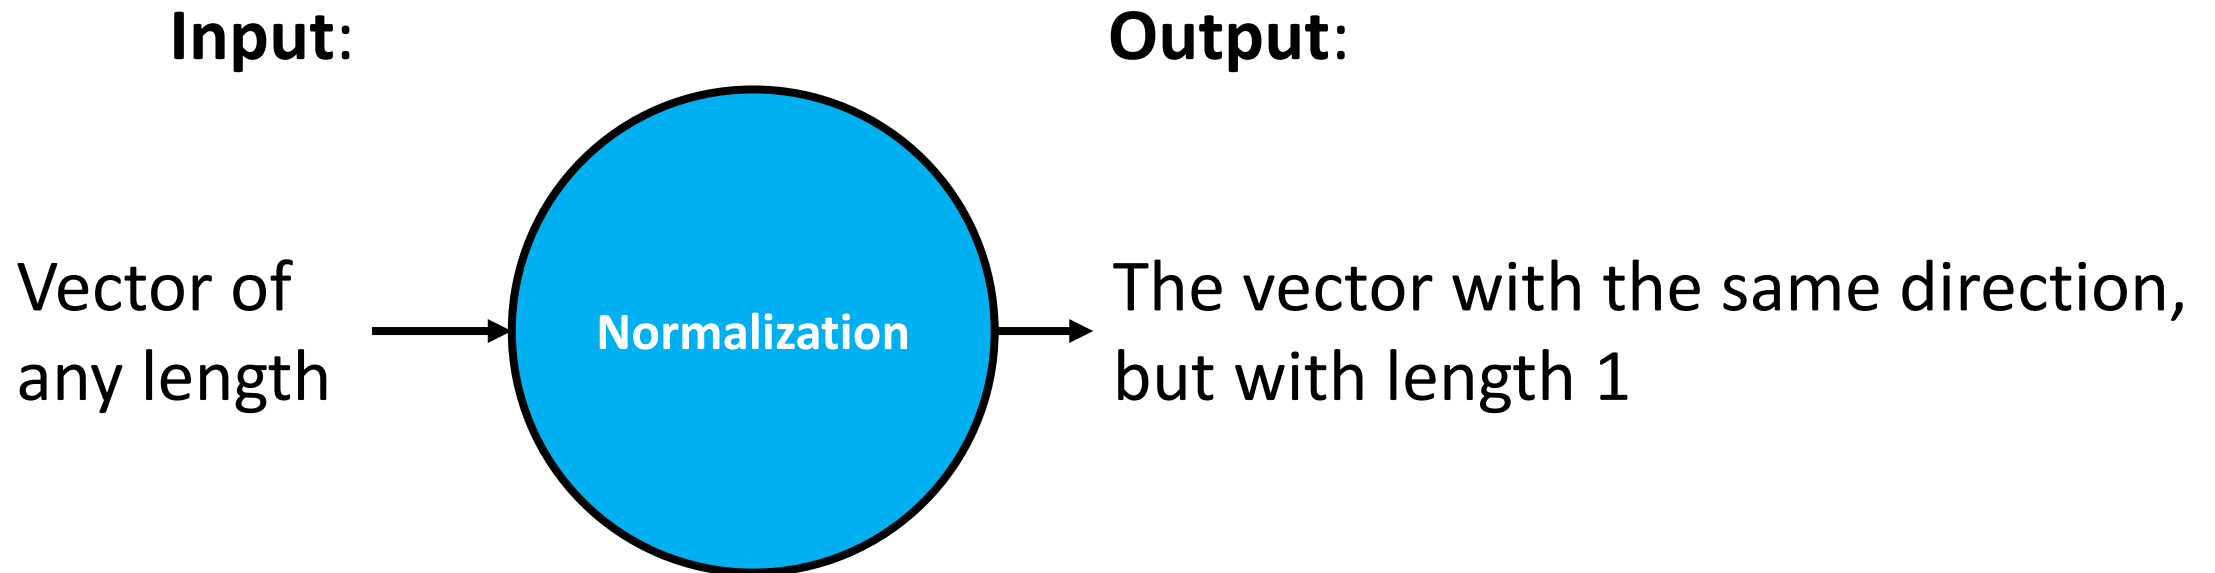 Input:
Output:
Vector of
any length
Normalization
The vector with the same direction,
but with length 1